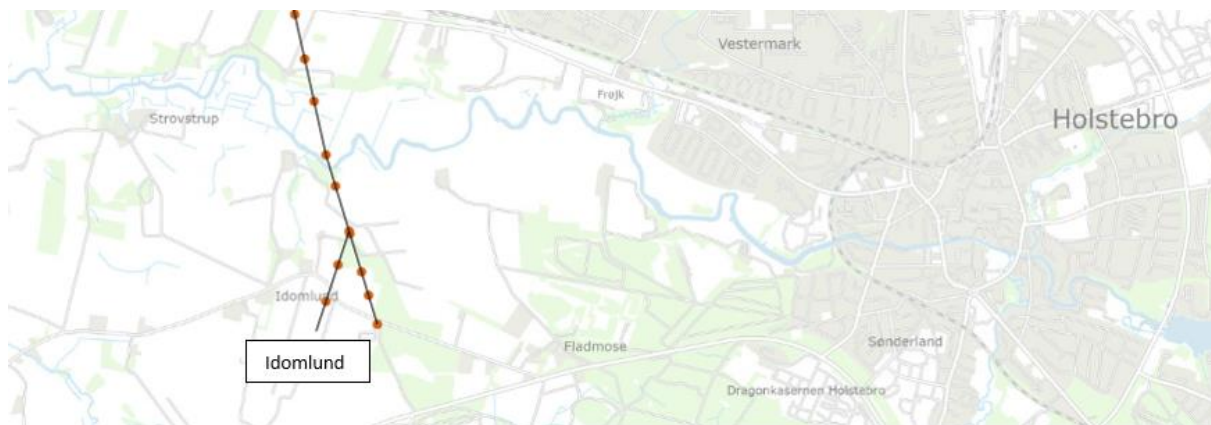 Vestermark
Frøjk
Strovstrup
Holstebro
Idomlund
Idomlund
Fladmose
Sønderland
Dragonkasernen Holstebro